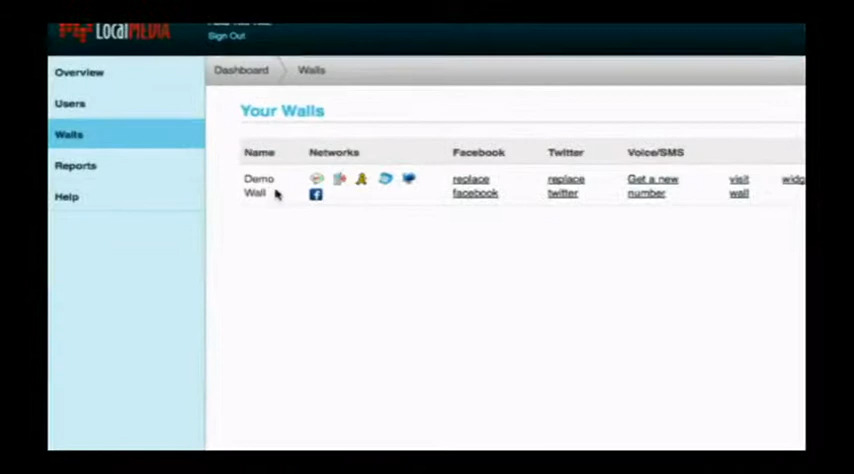 LocalMEDIA
Sign Out
Dashboard Walls
Overview
Users
Walls
Reports
Help
Your Walls
Name Networks Facebook Twitter Voice/SMS
Demo replace replace Get a new visit widg
Wall facebook twitter number wall